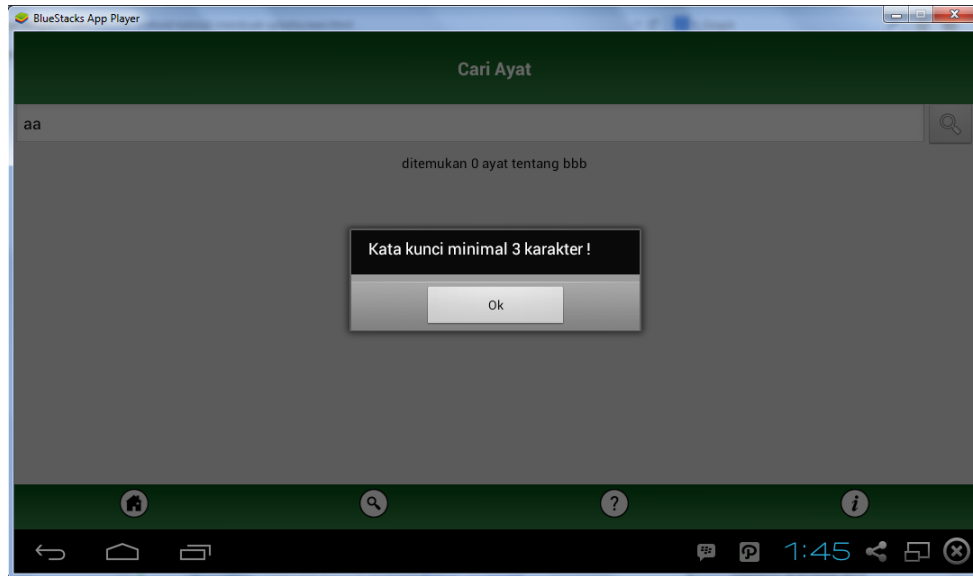 BlueStacks App Player
Cari Ayat
aa
ditemukan 0 ayat tentang bbb
Kata kunci minimal 3 karakter !
Ok
1:45